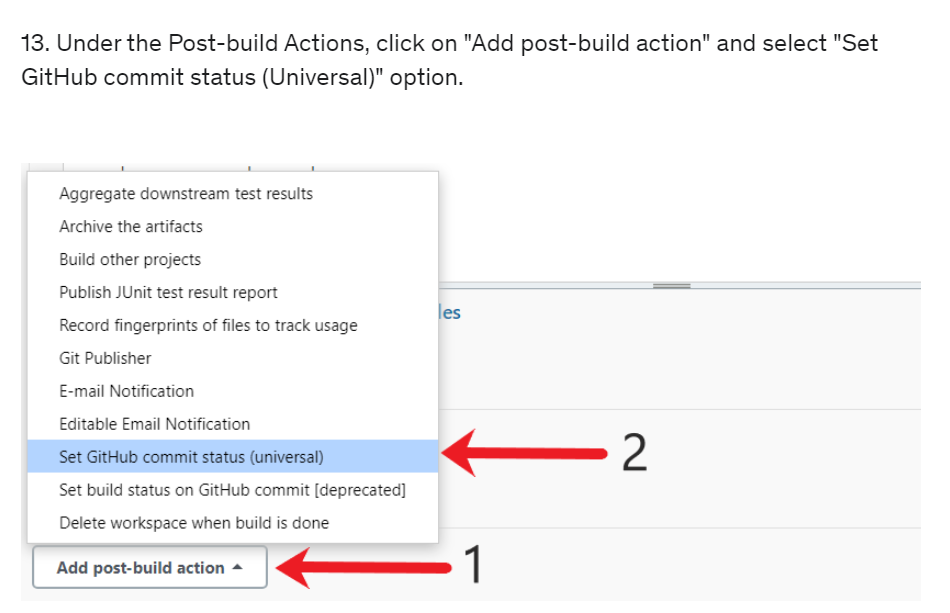 13. Under the Post-build Actions, click on "Add post-build action" and select "Set
GitHub commit status (Universal)" option.
Aggregate downstream test results
Archive the artifacts
Build other projects
Publish JUnit test result report
Record fingerprints of files to track usage
Git Publisher
E-mail Notification
Editable Email Notification
Set GitHub commit status (universal)
Set build status on GitHub commit [deprecated]
Delete workspace when build is done
les
2
Add post-build action
1